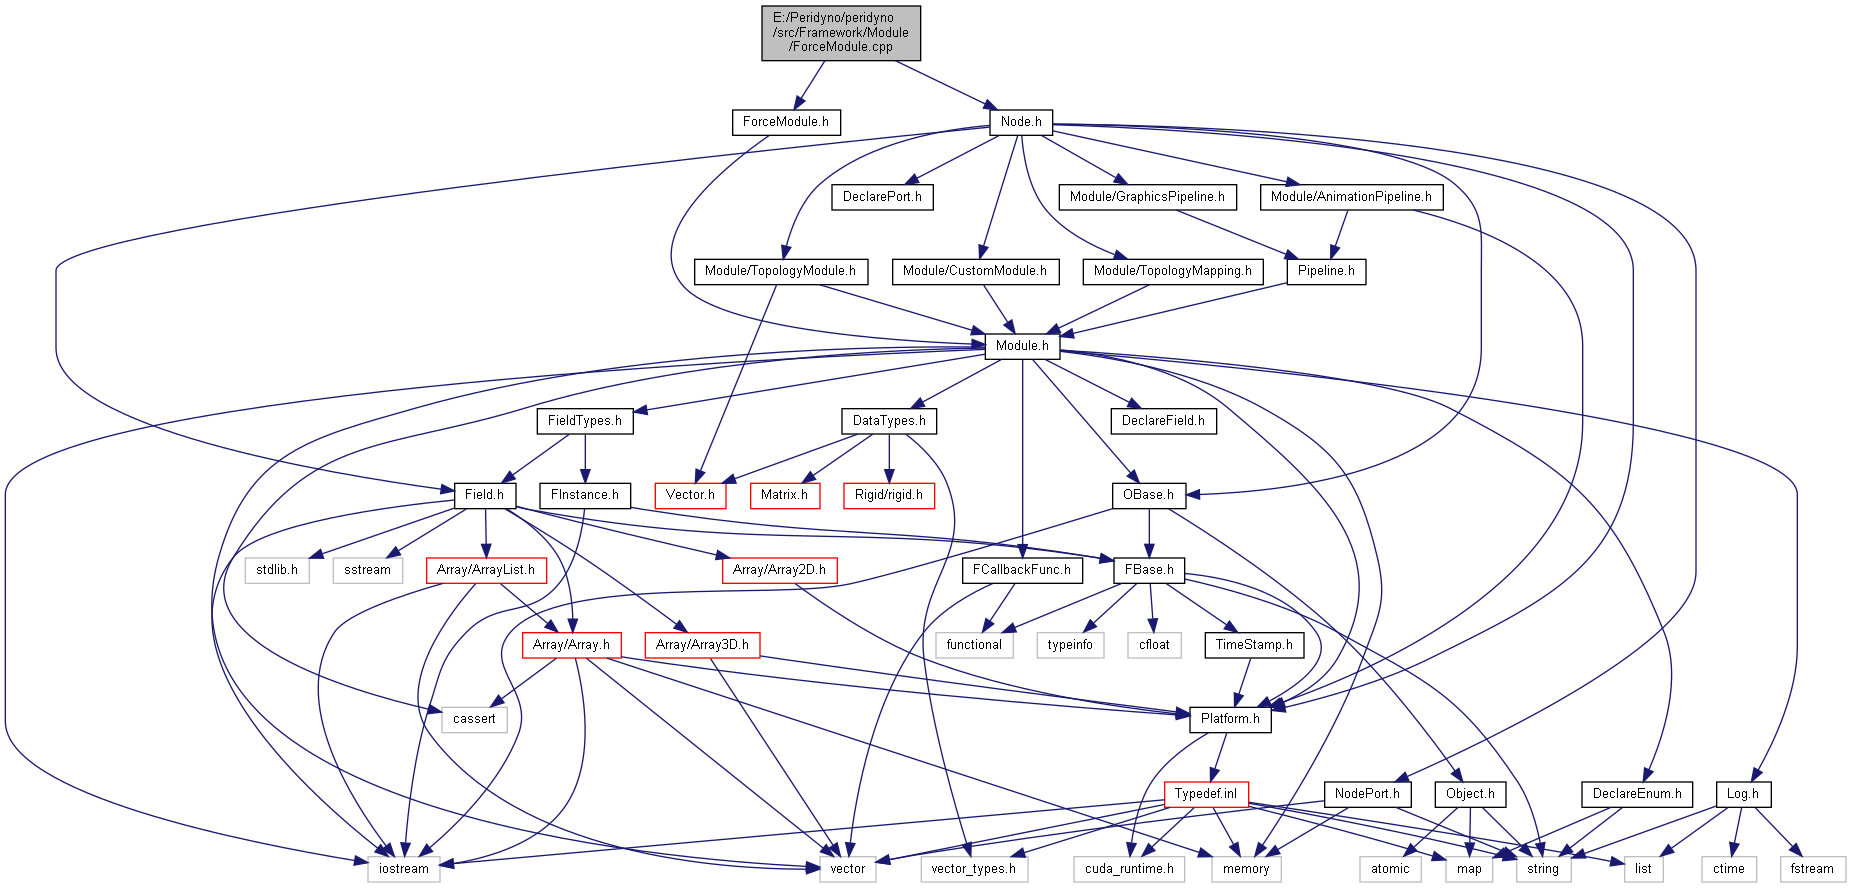 E:/Peridyno/peridyno
/src/Framework/Module
/ForceModule.cpp
ForceModule.h
Node.h
DeclarePort.h
Module/GraphicsPipeline.h
Module/AnimationPipeline.h
Module/TopologyModule.h
Module/CustomModule.h
Module/TopologyMapping.h
Pipeline.h
Module.h
FieldTypes.h
DataTypes.h
DeclareField.h
Field.h
FInstance.h
Vector.h
Matrix.h
Rigid/rigid.h
OBase.h
stdlib.h
sstream
Array/ArrayList.h
Array/Array2D.h
FCallbackFunc.h
FBase.h
Array/Array.h
Array/Array3D.h
functional
typeinfo
cfloat
TimeStamp.h
cassert
Platform.h
Typedef.inl
NodePort.h
Object.h
DeclareEnum.h
Log.h
iostream
vector
vector_types.h
cuda_runtime.h
memory
atomic
map
string
list
ctime
fstream